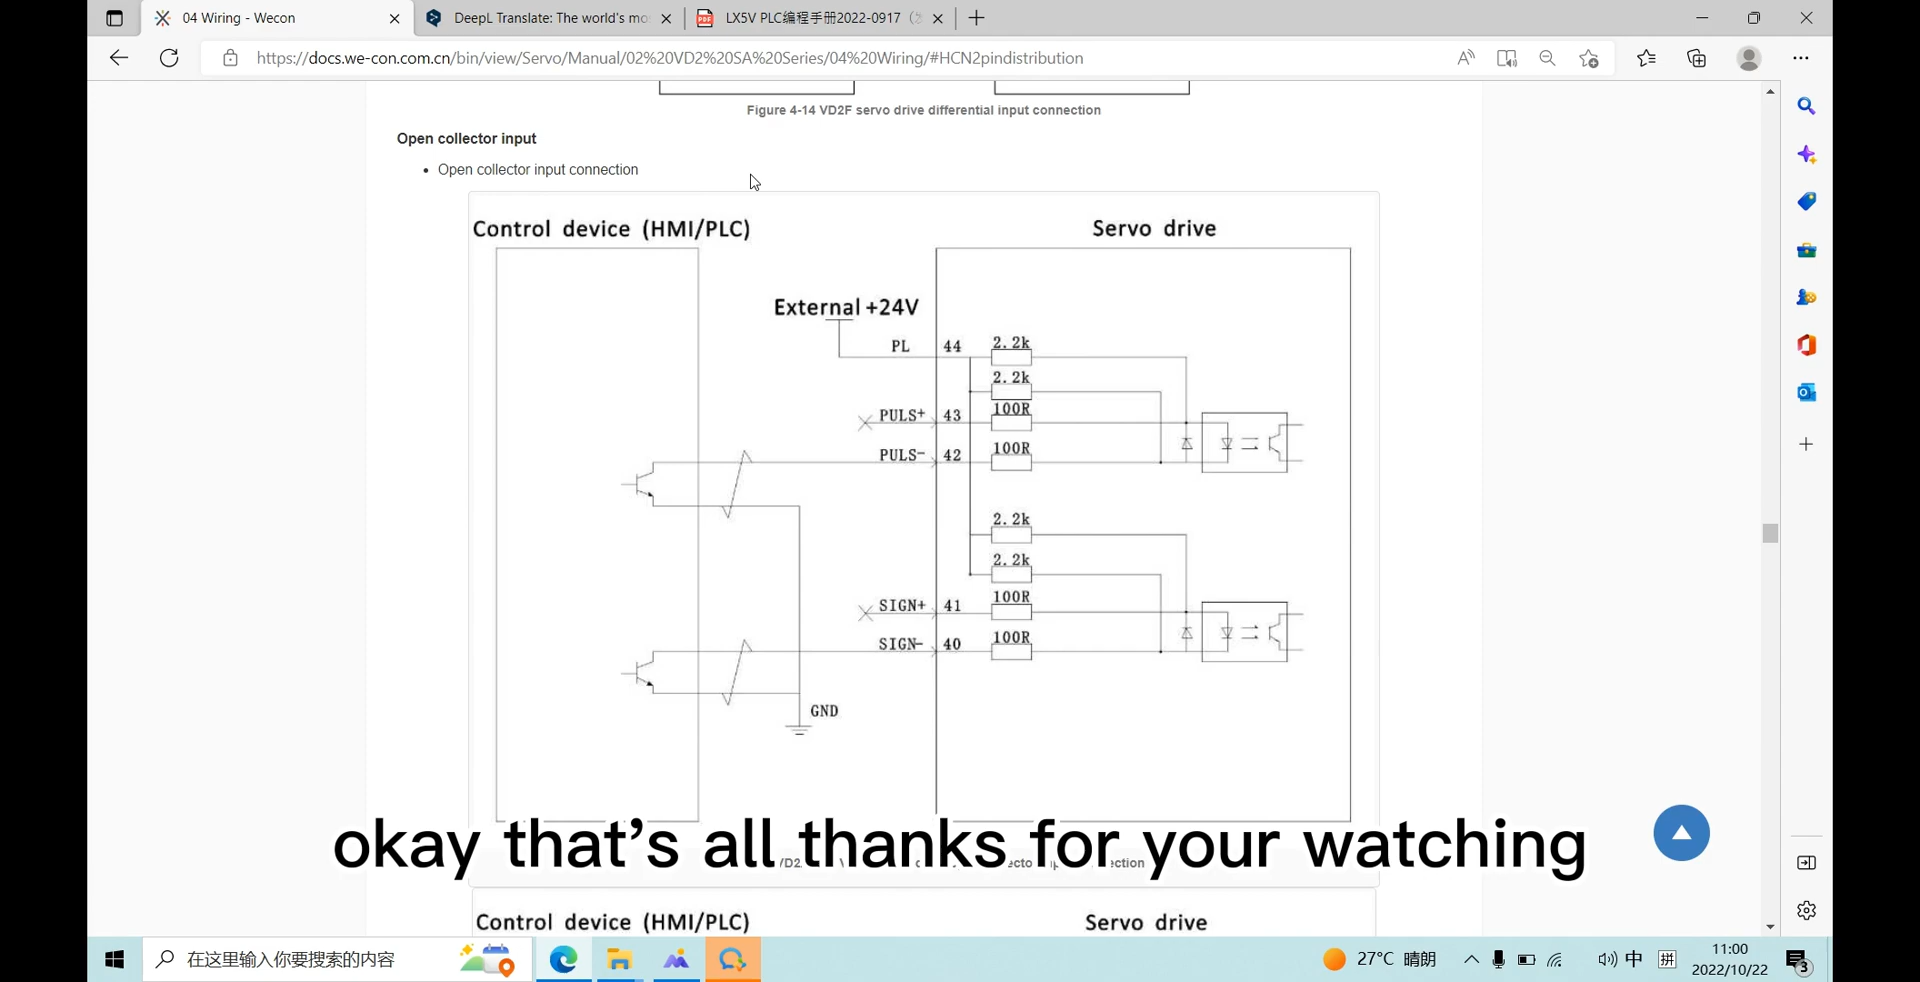 04 Wiring - Wecon
DeepL Translate: The world's mo
LX5V PLC编程手册2022-0917
https://docs.we-con.com.cn/bin/view/Servo/Manual/02%20VD2%20SA%20Series/04%20Wiring/#HCN2pindistribution
Figure 4-14 VD2F servo drive differential input connection
Open collector input
• Open collector input connection
Control device (HMI/PLC)
Servo drive
External +24V
PL 44 2.2k
2.2k
PULS+ 43 100R
PULS- 42 100R
2.2k
2.2k
SIGN+ 41 100R
SIGN- 40 100R
GND
okay that's all thanks for your watching
Control device (HMI/PLC)
Servo drive
在这里输入你要搜索的内容
27°C 晴朗
中
拼
11:00
2022/10/22
3